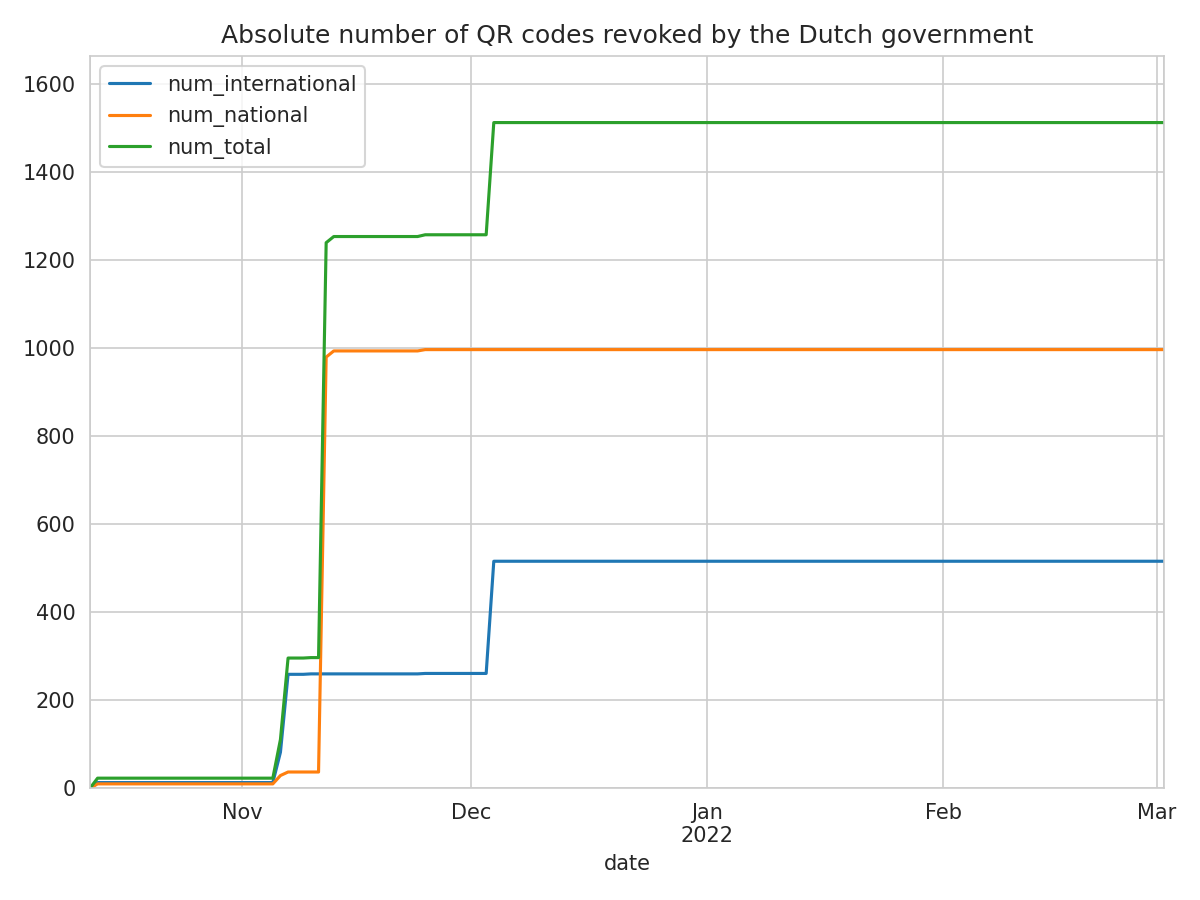 Absolute number of QR codes revoked by the Dutch government
num_international
num_national
num_total
1600
1400
1200
1000
800
600
400
200
0
Nov
Dec
Jan
2022
Feb
Mar
date